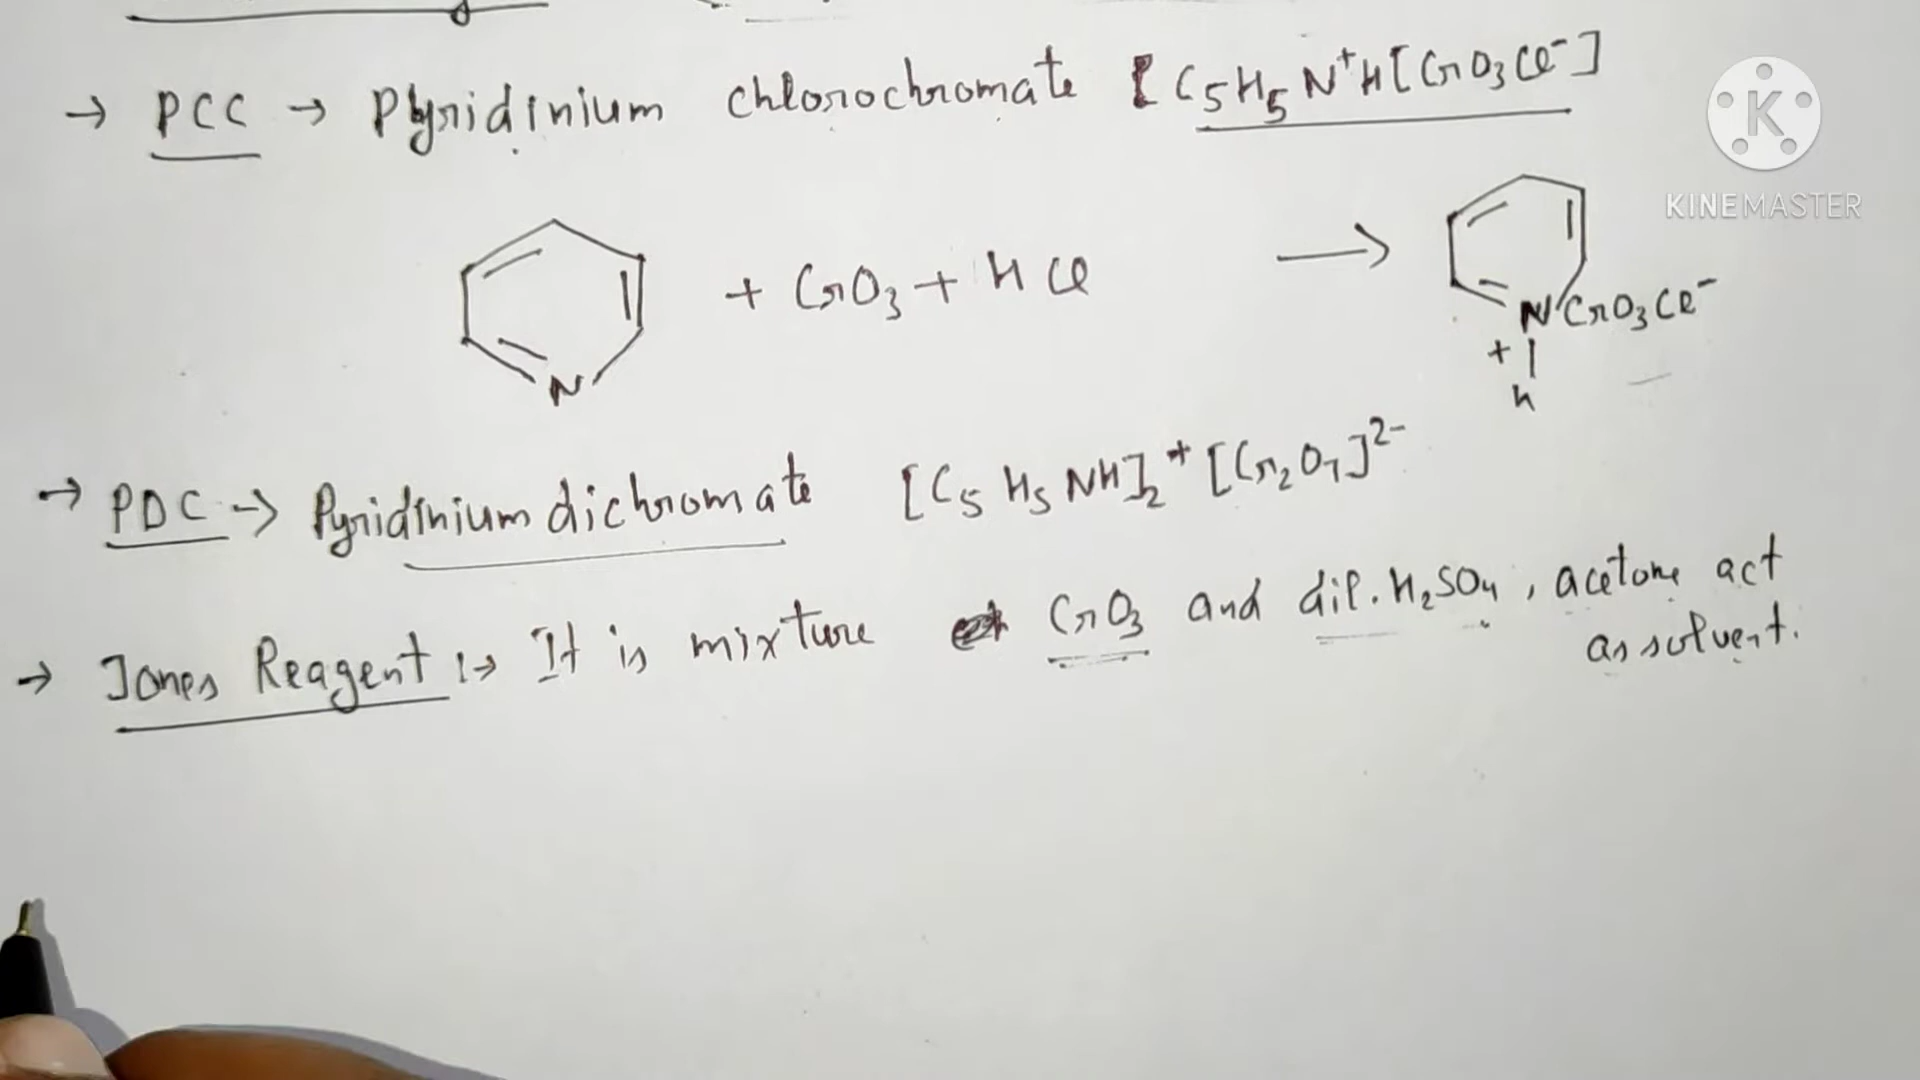 → PCC → Pyridinium chlorochromate [C5H5N⁺H[CrO3Cl⁻]
K
KINEMASTER
N + CrO3 + HCl → N CrO3Cl⁻
+
H
→ PDC → Pyridinium dichromate [C5H5NH]2⁺ [Cr2O7]²⁻
→ Jones Reagent :→ It is mixture of CrO3 and dil. H2SO4, acetone act
as solvent.